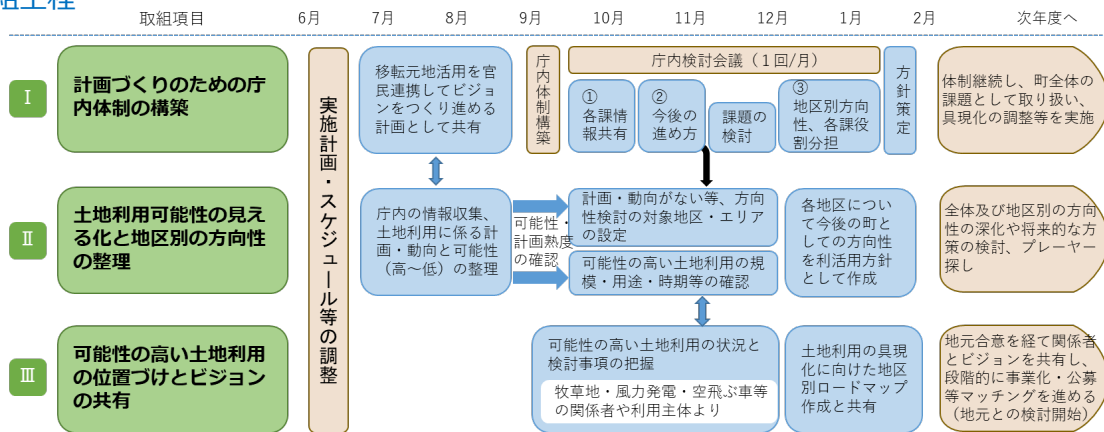 組工程
取組項目
6月
7月
8月
9月
10月
11月
12月
1月
2月
次年度へ
Ⅰ
計画づくりのための庁
内体制の構築
実施計画・スケジュール等の調整
移転元地活用を官
民連携してビジョ
ンをつくり進める
計画として共有
庁内体制構築
庁内検討会議（１回/月）
①
各課情
報共有
②
今後の
進め方
課題の
検討
③
地区別方向
性、各課役
割分担
方針策定
体制継続し、町全体の
課題として取り扱い、
具現化の調整等を実施
Ⅱ
土地利用可能性の見え
る化と地区別の方向性
の整理
庁内の情報収集、
土地利用に係る計
画・動向と可能性
（高～低）の整理
可能性・
計画熟度
の確認
計画・動向がない等、方向
性検討の対象地区・エリア
の設定
可能性の高い土地利用の規
模・用途・時期等の確認
各地区につい
て今後の町と
しての方向性
を利活用方針
として作成
全体及び地区別の方向
性の深化や将来的な方
策の検討、プレーヤー
探し
Ⅲ
可能性の高い土地利用
の位置づけとビジョン
の共有
可能性の高い土地利用の状況と
検討事項の把握
牧草地・風力発電・空飛ぶ車等
の関係者や利用主体より
土地利用の具現
化に向けた地区
別ロードマップ
作成と共有
地元合意を経て関係者
とビジョンを共有し、
段階的に事業化・公募
等マッチングを進める
（地元との検討開始）